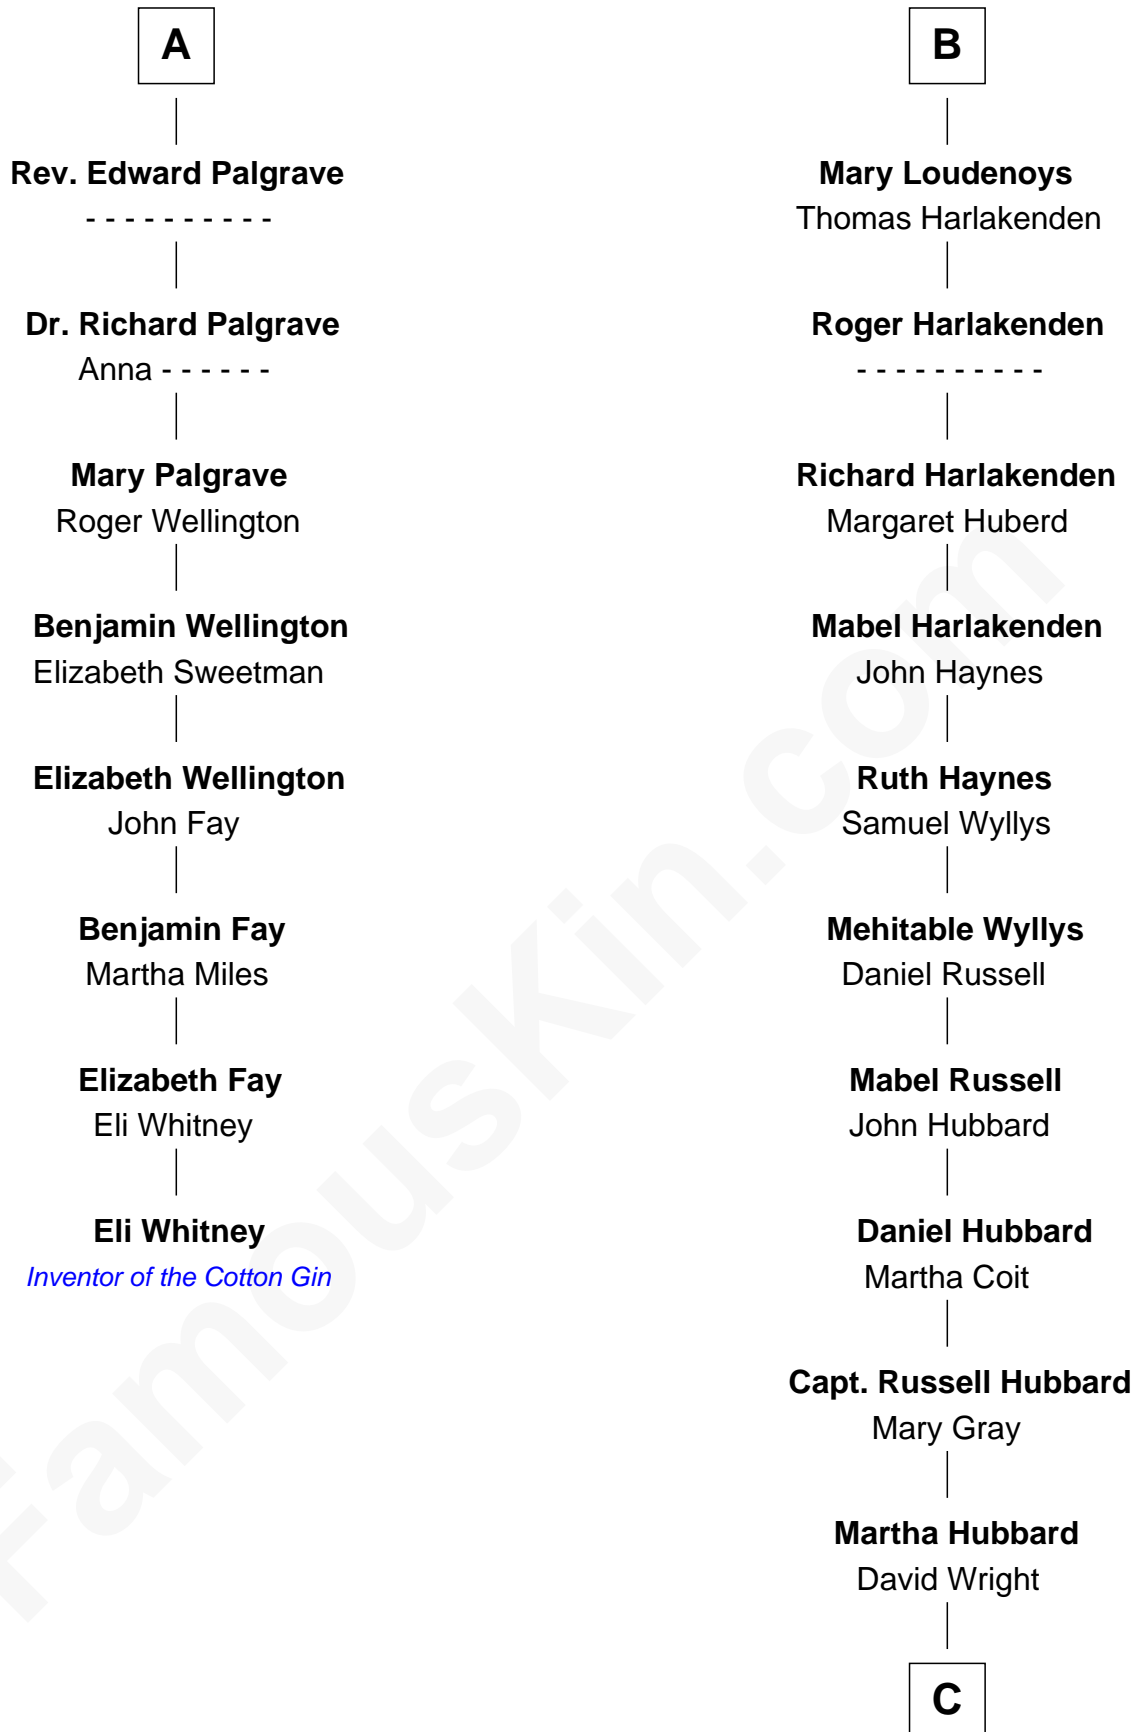 A
Rev. Edward Palgrave
- - - - - - - - - -
Dr. Richard Palgrave
Anna - - - - - -
Mary Palgrave
Roger Wellington
Benjamin Wellington
Elizabeth Sweetman
Elizabeth Wellington
John Fay
Benjamin Fay
Martha Miles
Elizabeth Fay
Eli Whitney
Eli Whitney
Inventor of the Cotton Gin
B
Mary Loudenoys
Thomas Harlakenden
Roger Harlakenden
- - - - - - - - - -
Richard Harlakenden
Margaret Huberd
Mabel Harlakenden
John Haynes
Ruth Haynes
Samuel Wyllys
Mehitable Wyllys
Daniel Russell
Mabel Russell
John Hubbard
Daniel Hubbard
Martha Coit
Capt. Russell Hubbard
Mary Gray
Martha Hubbard
David Wright
C
FamousKin.com